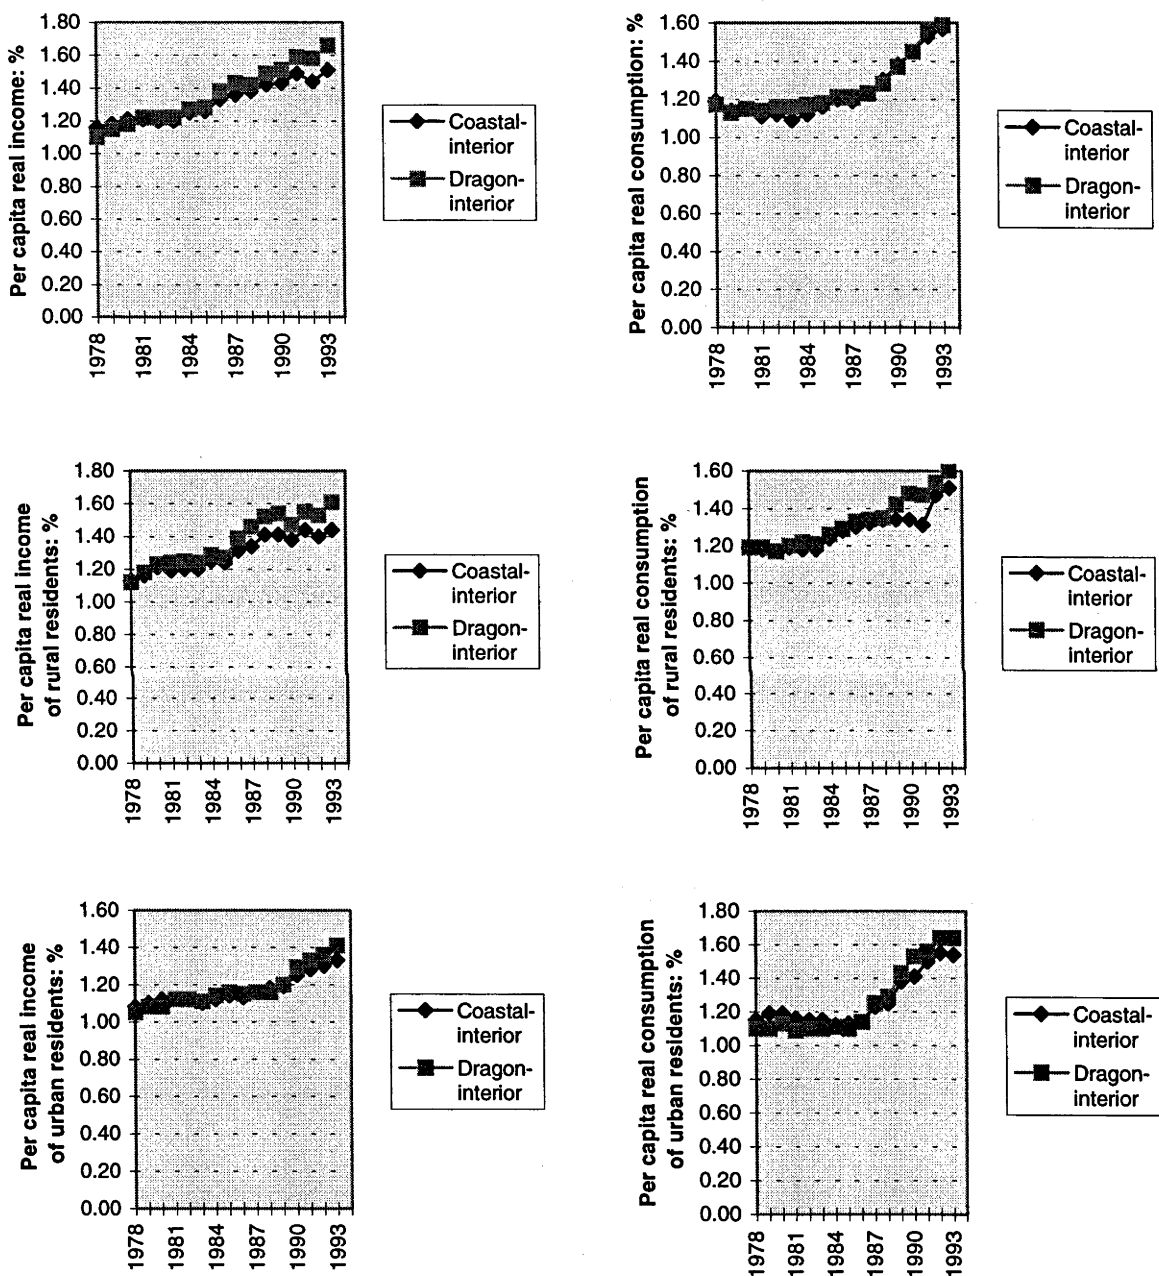 Per capita real income: %
1.80
1.60
1.40
1.20
1.00
0.80
0.60
0.40
0.20
0.00
1978
1981
1984
1987
1990
1993
Coastal-
interior
Dragon-
interior
Per capita real consumption: %
1.60
1.40
1.20
1.00
0.80
0.60
0.40
0.20
0.00
1978
1981
1984
1987
1990
1993
Coastal-
interior
Dragon-
interior
Per capita real income
of rural residents: %
1.80
1.60
1.40
1.20
1.00
0.80
0.60
0.40
0.20
0.00
1978
1981
1984
1987
1990
1993
Coastal-
interior
Dragon-
interior
Per capita real consumption
of rural residents: %
1.60
1.40
1.20
1.00
0.80
0.60
0.40
0.20
0.00
1978
1981
1984
1987
1990
1993
Coastal-
interior
Dragon-
interior
Per capita real income
of urban residents: %
1.60
1.40
1.20
1.00
0.80
0.60
0.40
0.20
0.00
1978
1981
1984
1987
1990
1993
Coastal-
interior
Dragon-
interior
Per capita real consumption
of urban residents: %
1.80
1.60
1.40
1.20
1.00
0.80
0.60
0.40
0.20
0.00
1978
1981
1984
1987
1990
1993
Coastal-
interior
Dragon-
interior